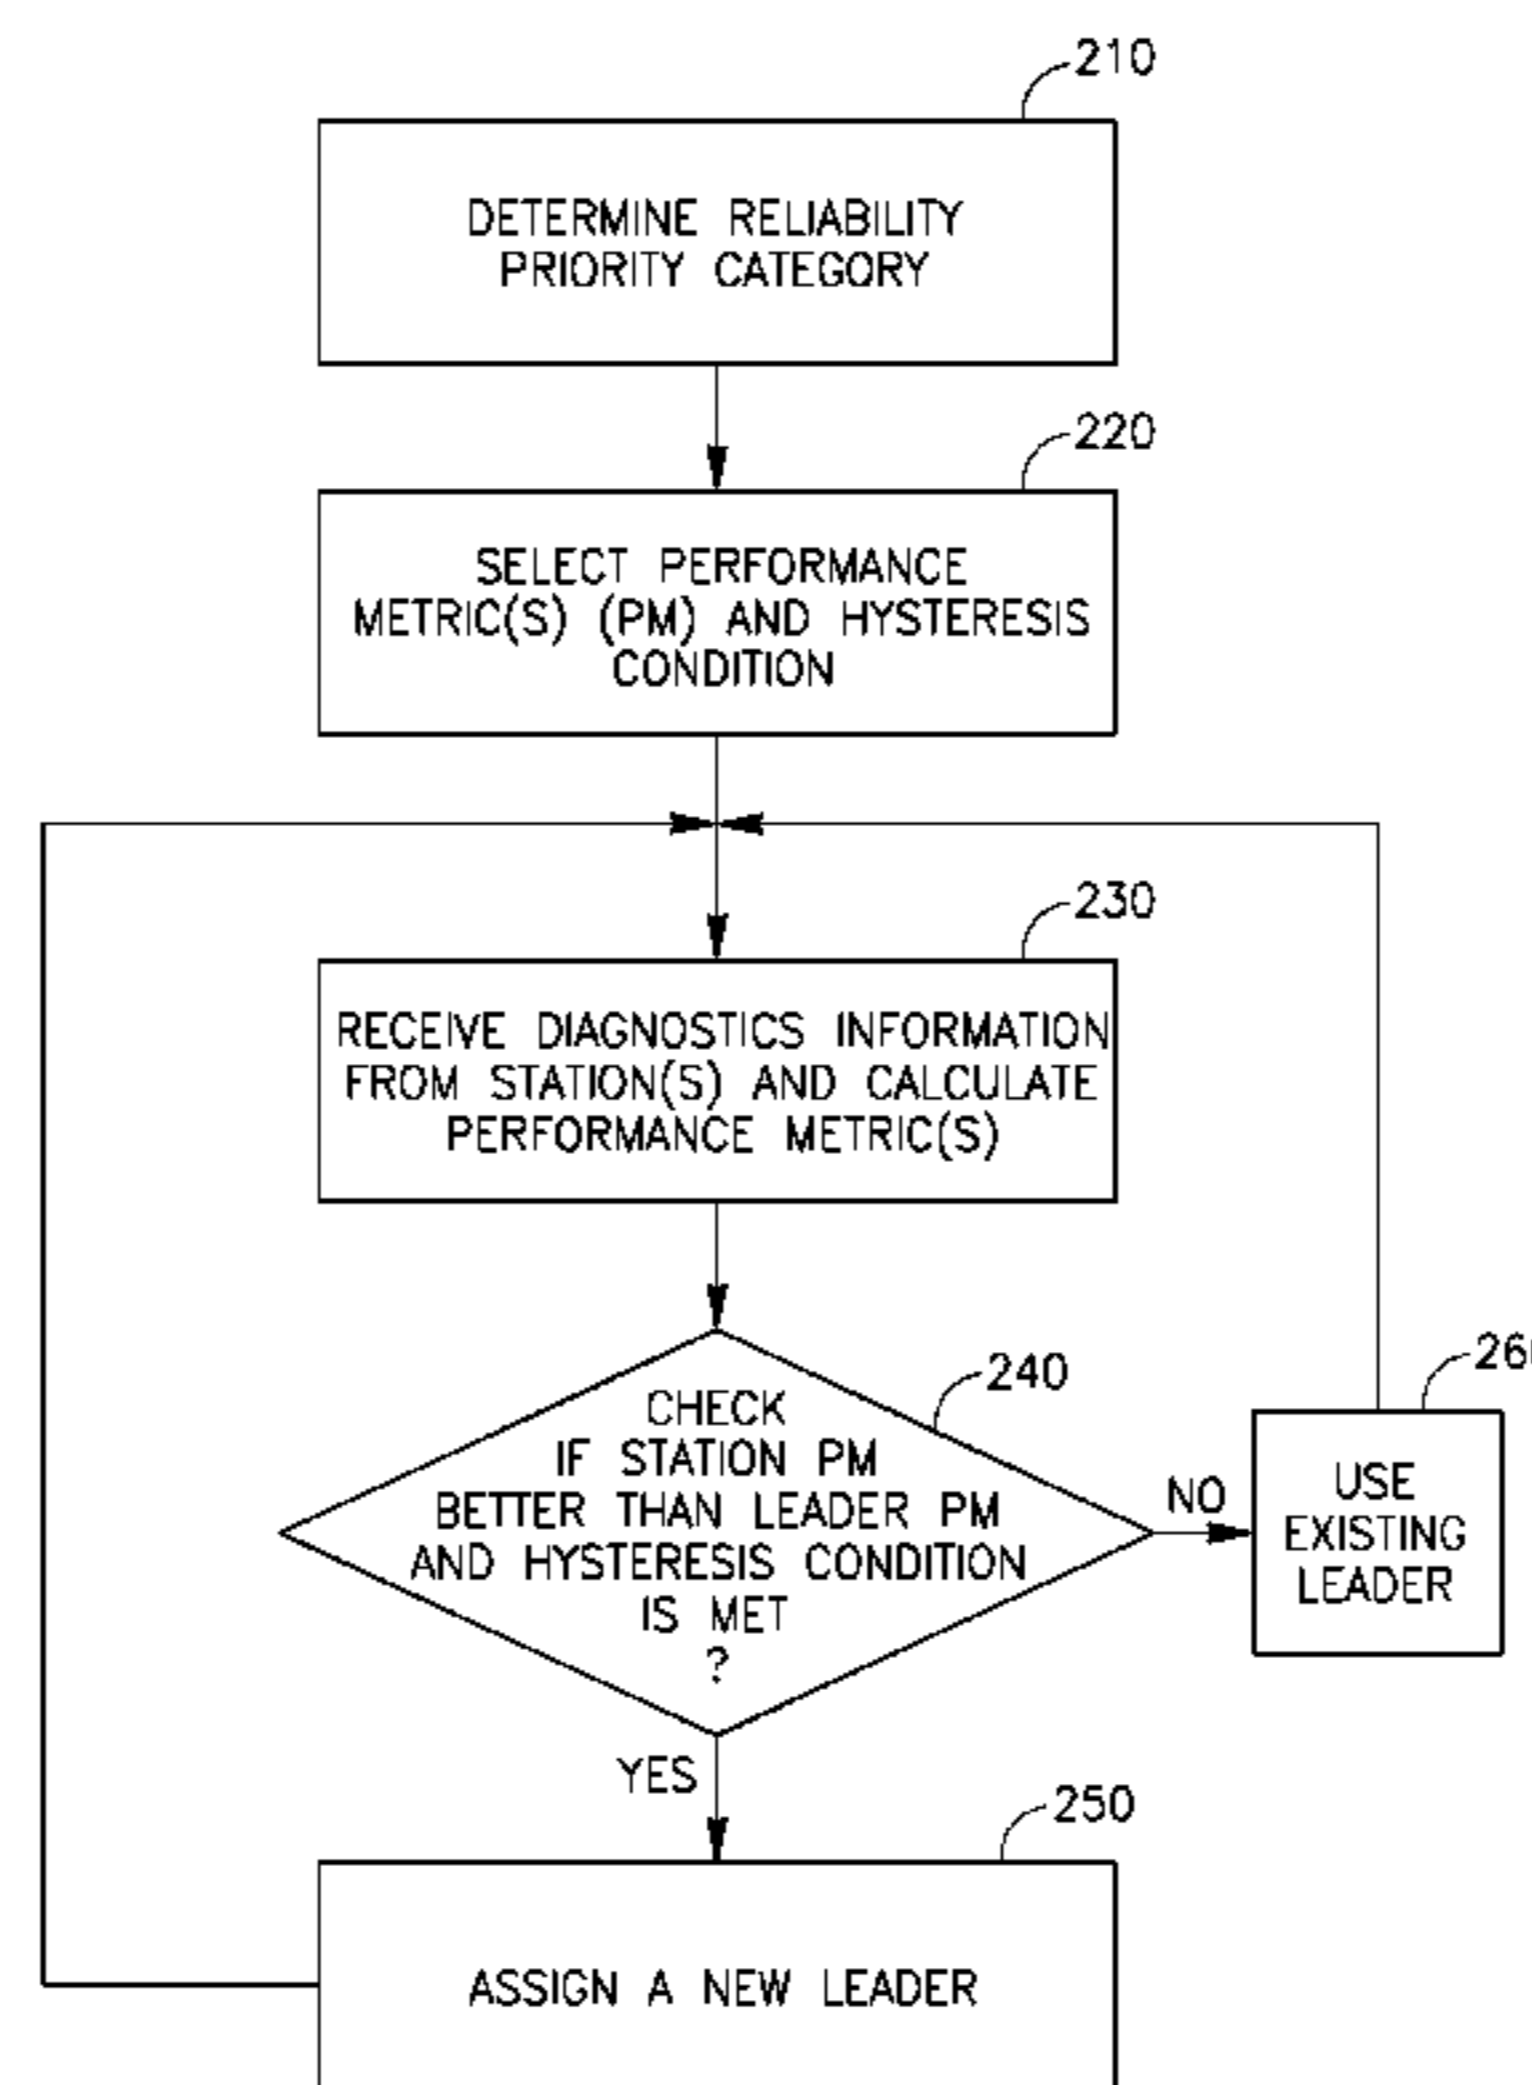 210
DETERMINE RELIABILITY
PRIORITY CATEGORY
220
SELECT PERFORMANCE
METRIC(S) (PM) AND HYSTERESIS
CONDITION
230
RECEIVE DIAGNOSTICS INFORMATION
FROM STATION(S) AND CALCULATE
PERFORMANCE METRIC(S)
240
CHECK
IF STATION PM
BETTER THAN LEADER PM
AND HYSTERESIS CONDITION
IS MET
?
NO
USE
EXISTING
LEADER
YES
250
ASSIGN A NEW LEADER